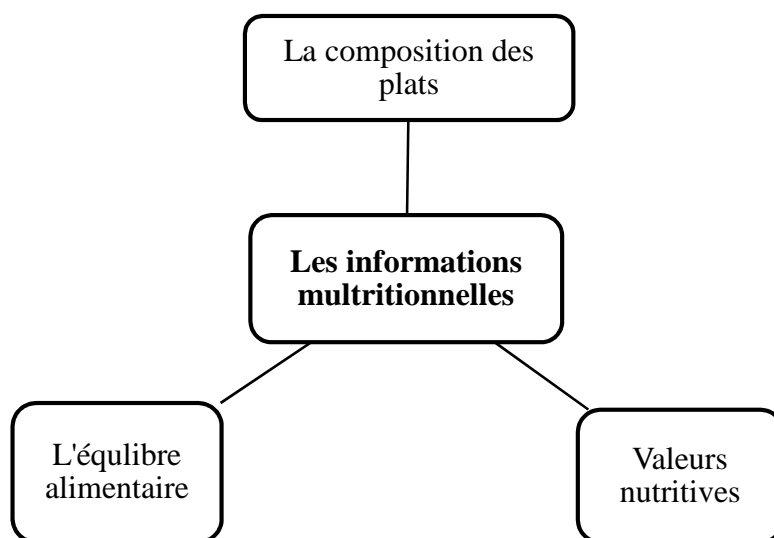 La composition des
plats
Les informations
multritionnelles
L'équlibre
alimentaire
Valeurs
nutritives